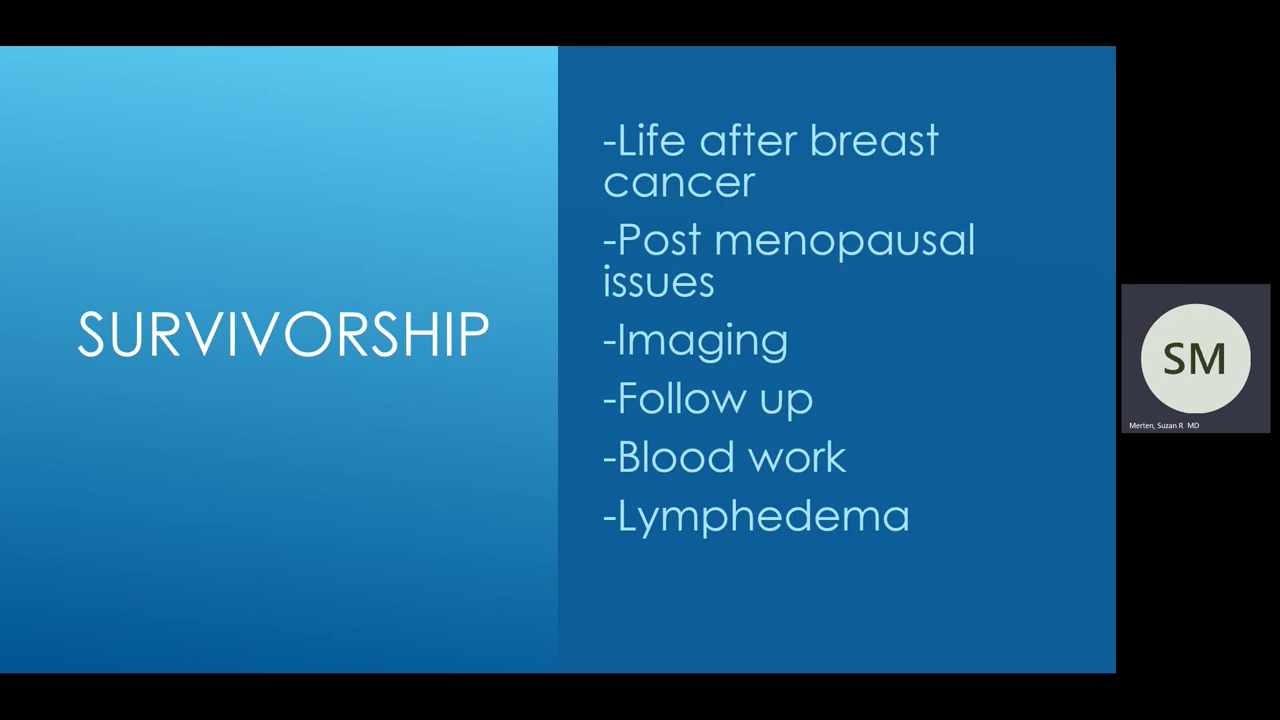 SURVIVORSHIP
-Life after breast
cancer
-Post menopausal
issues
-Imaging
-Follow up
-Blood work
-Lymphedema
SM
Merten, Suzan R MD